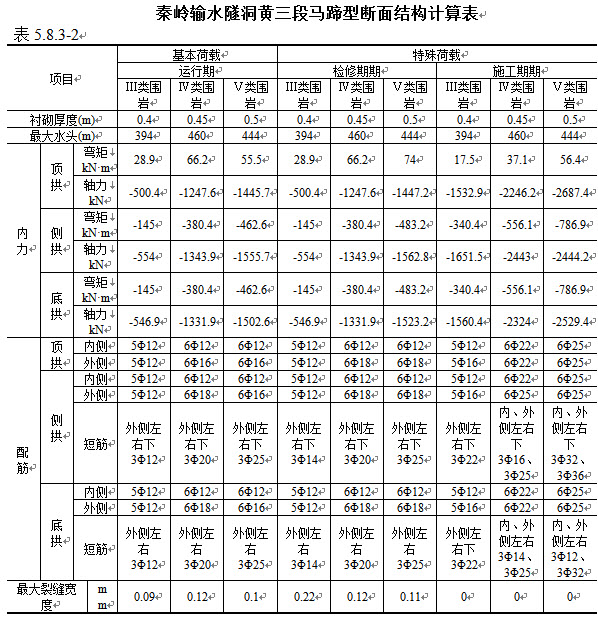 秦岭输水隧洞黄三段马蹄型断面结构计算表
表 5.8.3-2
项目 基本荷载 特殊荷载
运行期 检修期期 施工期期
III类围岩 IV类围岩 V类围岩 III类围岩 IV类围岩 V类围岩 III类围岩 IV类围岩 V类围岩
衬砌厚度(m) 0.4 0.45 0.5 0.4 0.45 0.5 0.4 0.45 0.5
最大水头(m) 394 460 444 394 460 444 394 460 444
内力 顶拱 弯矩 kN·m 28.9 66.2 55.5 28.9 66.2 74 17.5 37.1 56.4
轴力 kN -500.4 -1247.6 -1445.7 -500.4 -1247.6 -1447.2 -1532.9 -2246.2 -2687.4
侧拱 弯矩 kN·m -145 -380.4 -462.6 -145 -380.4 -483.2 -340.4 -556.1 -786.9
轴力 kN -554 -1343.9 -1555.7 -554 -1343.9 -1562.8 -1651.5 -2443 -2444.2
底拱 弯矩 kN·m -145 -380.4 -462.6 -145 -380.4 -483.2 -340.4 -556.1 -786.9
轴力 kN -546.9 -1331.9 -1502.6 -546.9 -1331.9 -1523.2 -1560.4 -2324 -2529.4
配筋 顶拱 内侧 5Φ12 6Φ12 6Φ12 5Φ12 6Φ12 6Φ12 5Φ16 6Φ22 6Φ25
外侧 5Φ12 6Φ16 6Φ16 5Φ12 6Φ18 6Φ18 5Φ16 6Φ22 6Φ25
侧拱 内侧 5Φ12 6Φ12 6Φ12 5Φ12 6Φ12 6Φ12 5Φ16 6Φ22 6Φ25
外侧 5Φ12 6Φ18 6Φ16 5Φ12 6Φ18 6Φ18 5Φ16 6Φ25 6Φ25
短筋 外侧左右下 3Φ12 外侧左右下 3Φ20 外侧左右下 3Φ25 外侧左右下 3Φ14 外侧左右下 3Φ20 外侧左右下 3Φ25 外侧左右下 3Φ22 内、外侧左右下 3Φ16、3Φ25 内、外侧左右下 3Φ32、3Φ36
底拱 内侧 5Φ12 6Φ12 6Φ12 5Φ12 6Φ12 6Φ12 5Φ16 6Φ22 6Φ25
外侧 5Φ12 6Φ18 6Φ16 5Φ12 6Φ18 6Φ18 5Φ16 6Φ22 6Φ25
短筋 外侧左右 3Φ12 外侧左右 3Φ20 外侧左右 3Φ25 外侧左右 3Φ14 外侧左右 3Φ20 外侧左右 3Φ25 外侧左右下 3Φ22 内、外侧左右 3Φ14、3Φ25 内、外侧左右 3Φ12、3Φ32
最大裂缝宽度 mm 0.09 0.12 0.1 0.22 0.12 0.11 0 0 0